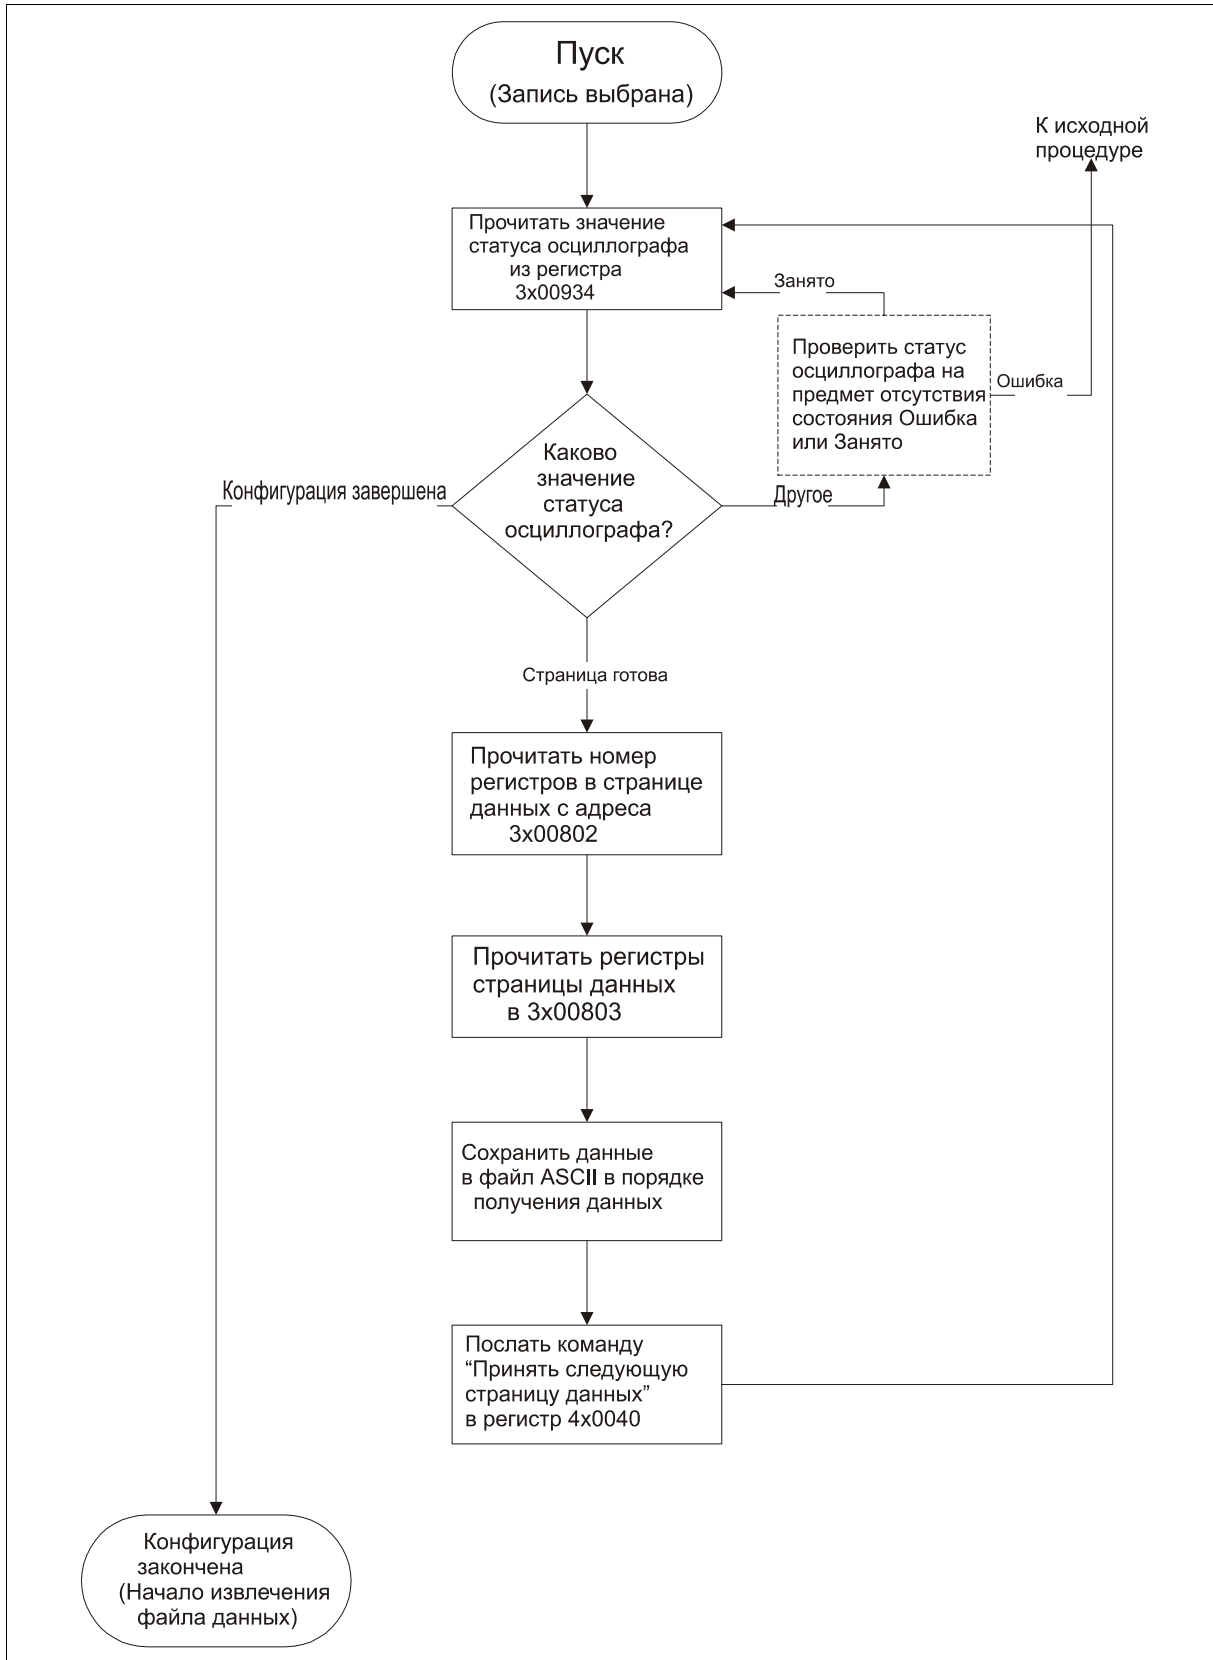 Пуск
(Запись выбрана)
К исходной
процедуре
Прочитать значение
статуса осциллографа
из регистра
3x00934
Занято
Проверить статус
осциллографа на
предмет отсутствия
состояния Ошибка
или Занято
Ошибка
Каково
значение
статуса
осциллографа?
Конфигурация завершена
Другое
Страница готова
Прочитать номер
регистров в странице
данных с адреса
3x00802
Прочитать регистры
страницы данных
в 3x00803
Сохранить данные
в файл ASCII в порядке
получения данных
Послать команду
“Принять следующую
страницу данных”
в регистр 4x0040
Конфигурация
закончена
(Начало извлечения
файла данных)